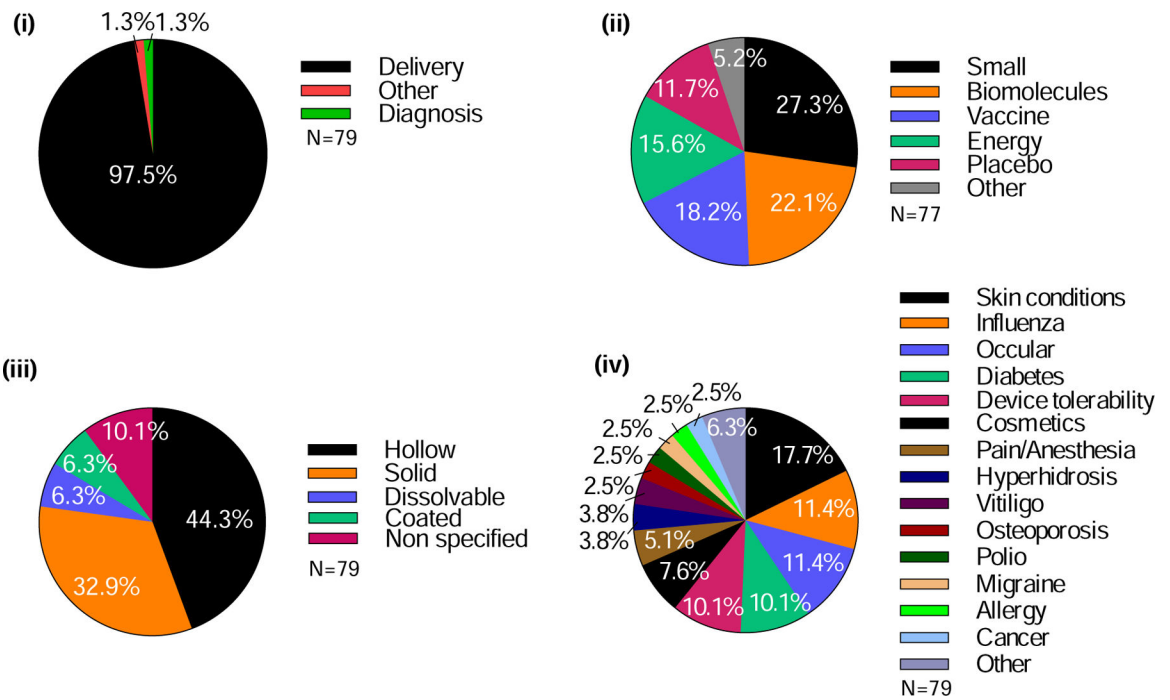 (i)
1.3% 1.3%
97.5%
Delivery
Other
Diagnosis
N=79
(ii)
5.2%
27.3%
11.7%
15.6%
22.1%
18.2%
Small
Biomolecules
Vaccine
Energy
Placebo
Other
N=77
(iii)
10.1%
6.3%
6.3%
44.3%
32.9%
Hollow
Solid
Dissolvable
Coated
Non specified
N=79
(iv)
2.5%
2.5%
6.3%
2.5%
2.5%
17.7%
2.5%
11.4%
3.8%
3.8%
5.1%
11.4%
7.6%
10.1%
10.1%
Skin conditions
Influenza
Occular
Diabetes
Device tolerability
Cosmetics
Pain/Anesthesia
Hyperhidrosis
Vitiligo
Osteoporosis
Polio
Migraine
Allergy
Cancer
Other
N=79